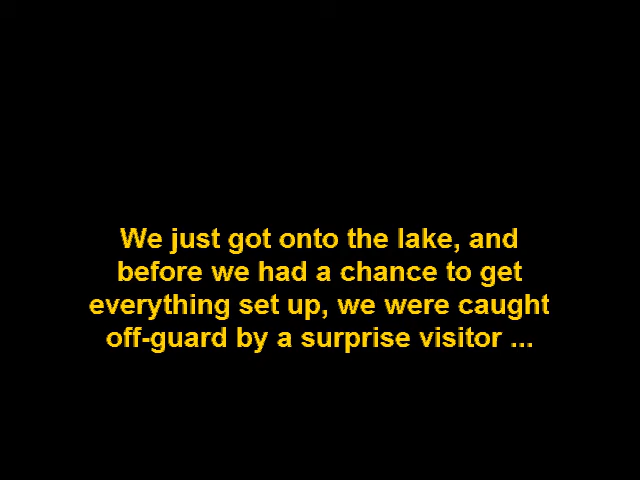 We just got onto the lake, and
before we had a chance to get
everything set up, we were caught
off-guard by a surprise visitor ...